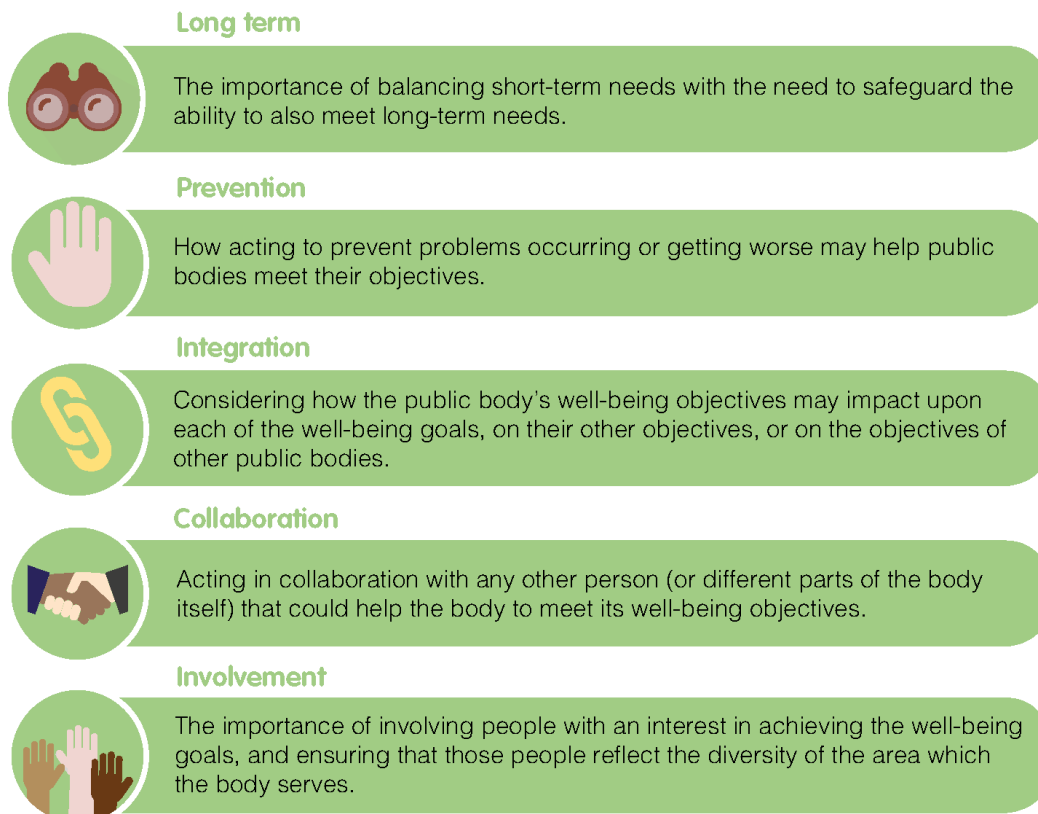 Long term
The importance of balancing short-term needs with the need to safeguard the
ability to also meet long-term needs.
Prevention
How acting to prevent problems occurring or getting worse may help public
bodies meet their objectives.
Integration
Considering how the public body’s well-being objectives may impact upon
each of the well-being goals, on their other objectives, or on the objectives of
other public bodies.
Collaboration
Acting in collaboration with any other person (or different parts of the body
itself) that could help the body to meet its well-being objectives.
Involvement
The importance of involving people with an interest in achieving the well-being
goals, and ensuring that those people reflect the diversity of the area which
the body serves.